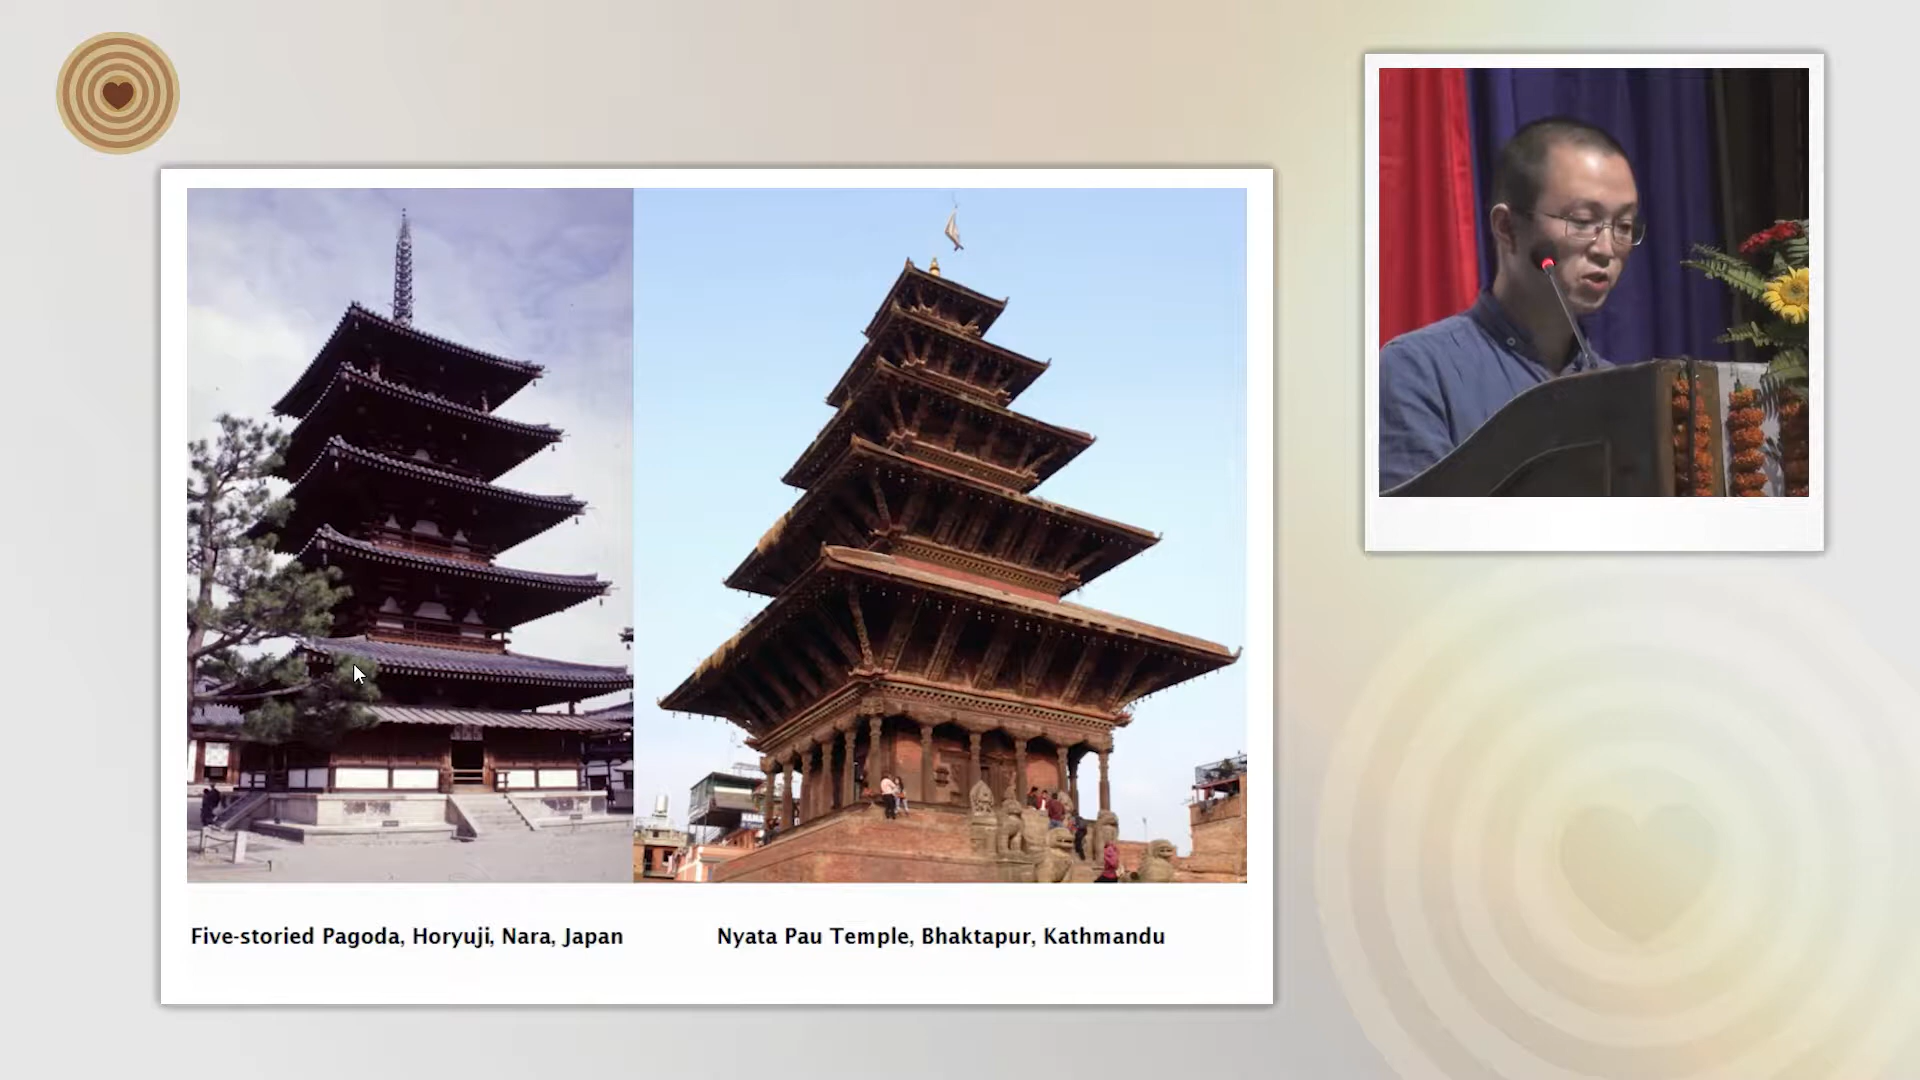 Five-storied Pagoda, Horyuji, Nara, Japan
Nyata Pau Temple, Bhaktapur, Kathmandu